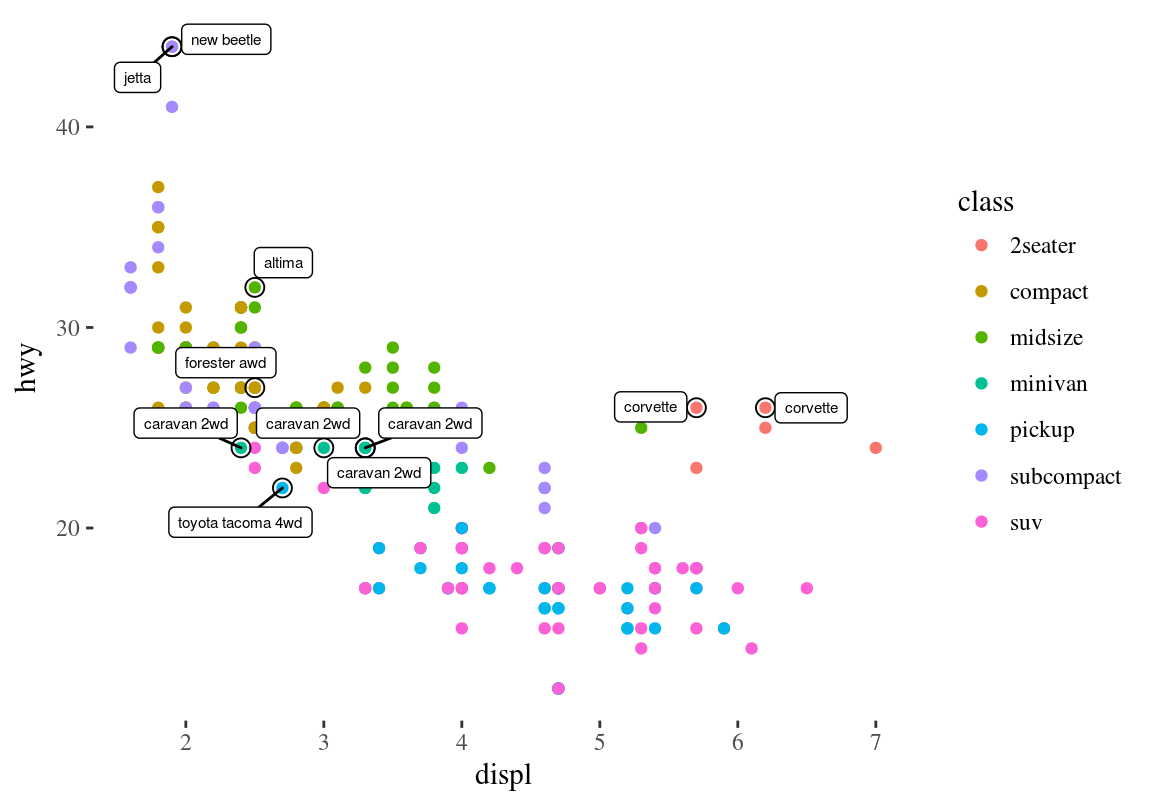 new beetle
jetta
altima
forester awd
caravan 2wd
caravan 2wd
caravan 2wd
caravan 2wd
toyota tacoma 4wd
corvette
corvette
hwy
40
30
20
2
3
4
5
6
7
displ
class
2seater
compact
midsize
minivan
pickup
subcompact
suv